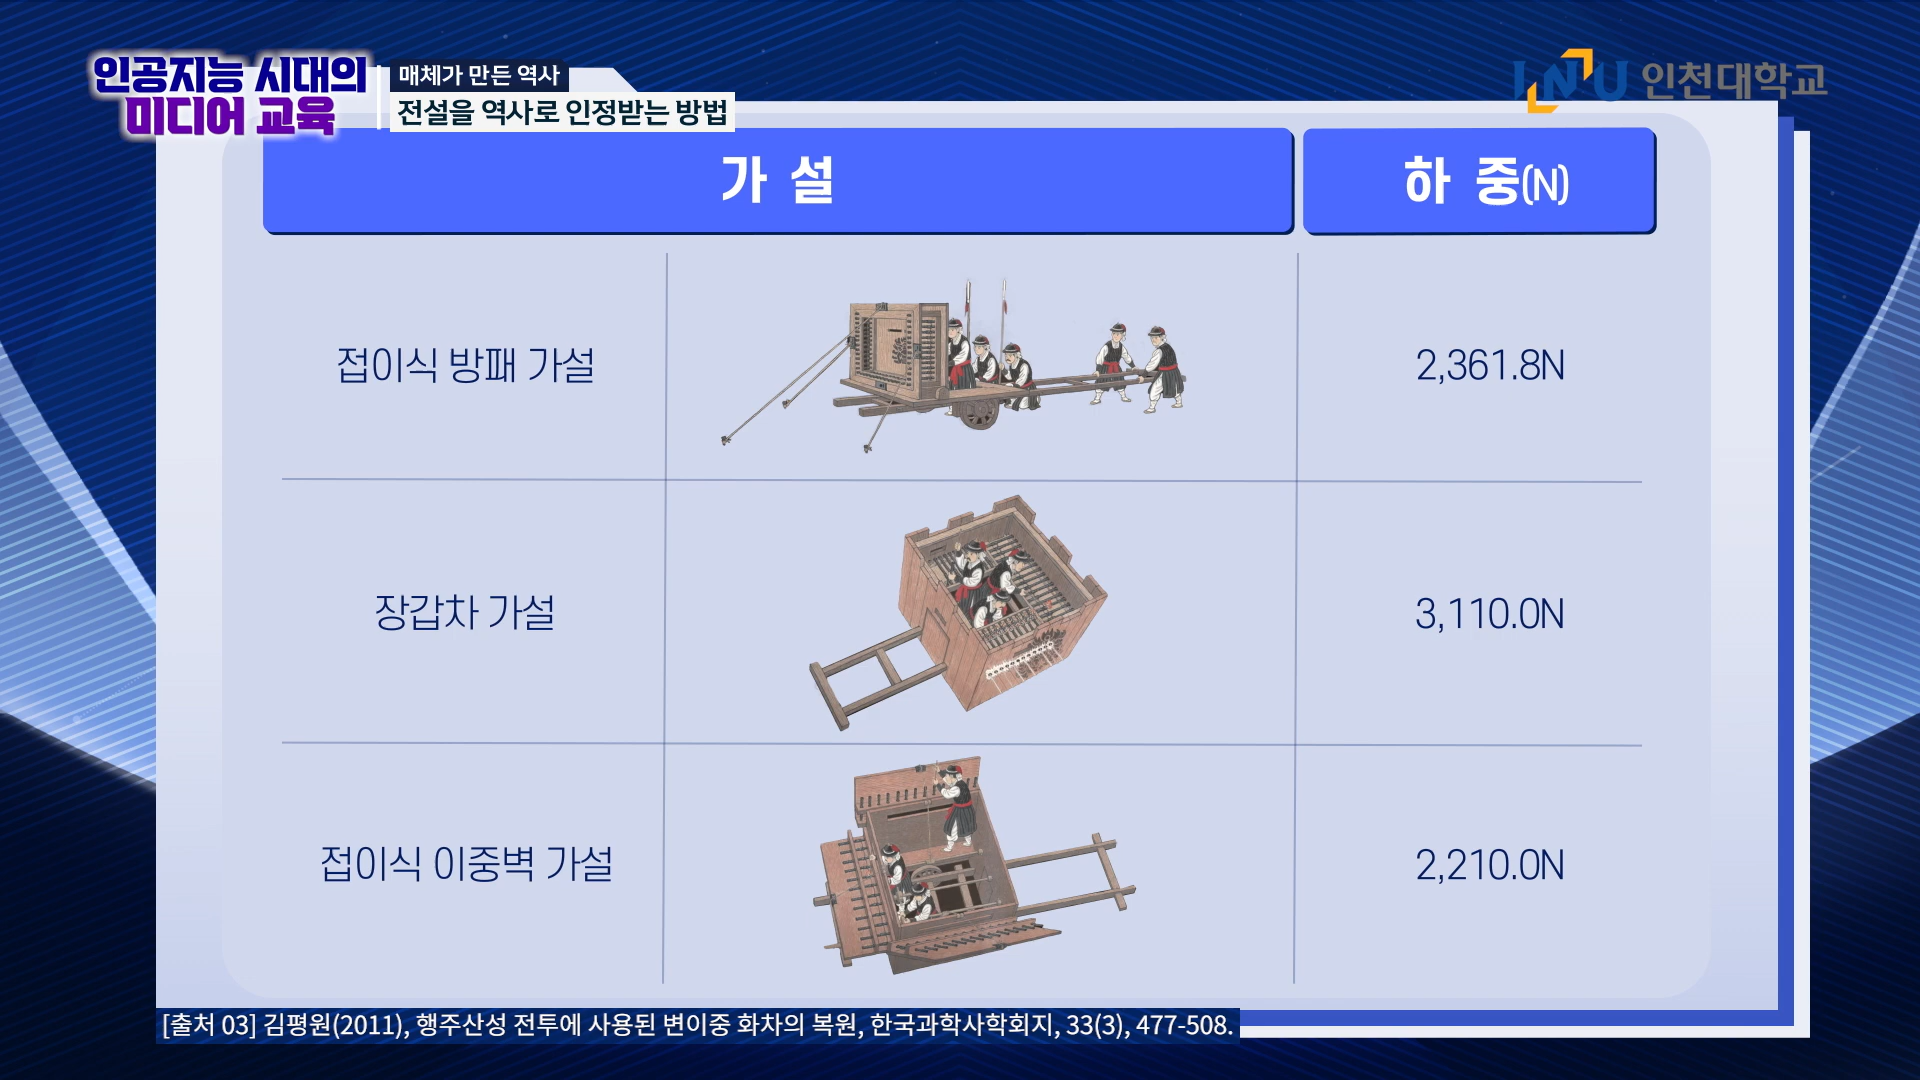 인공지능 시대의
미디어 교육
매체가 만든 역사
전설을 역사로 인정받는 방법
INU 인천대학교
가 설
하 중(N)
접이식 방패 가설
2,361.8N
장갑차 가설
3,110.0N
접이식 이중벽 가설
2,210.0N
[출처 03] 김평원(2011), 행주산성 전투에 사용된 변이중 화차의 복원, 한국과학사학회지, 33(3), 477-508.